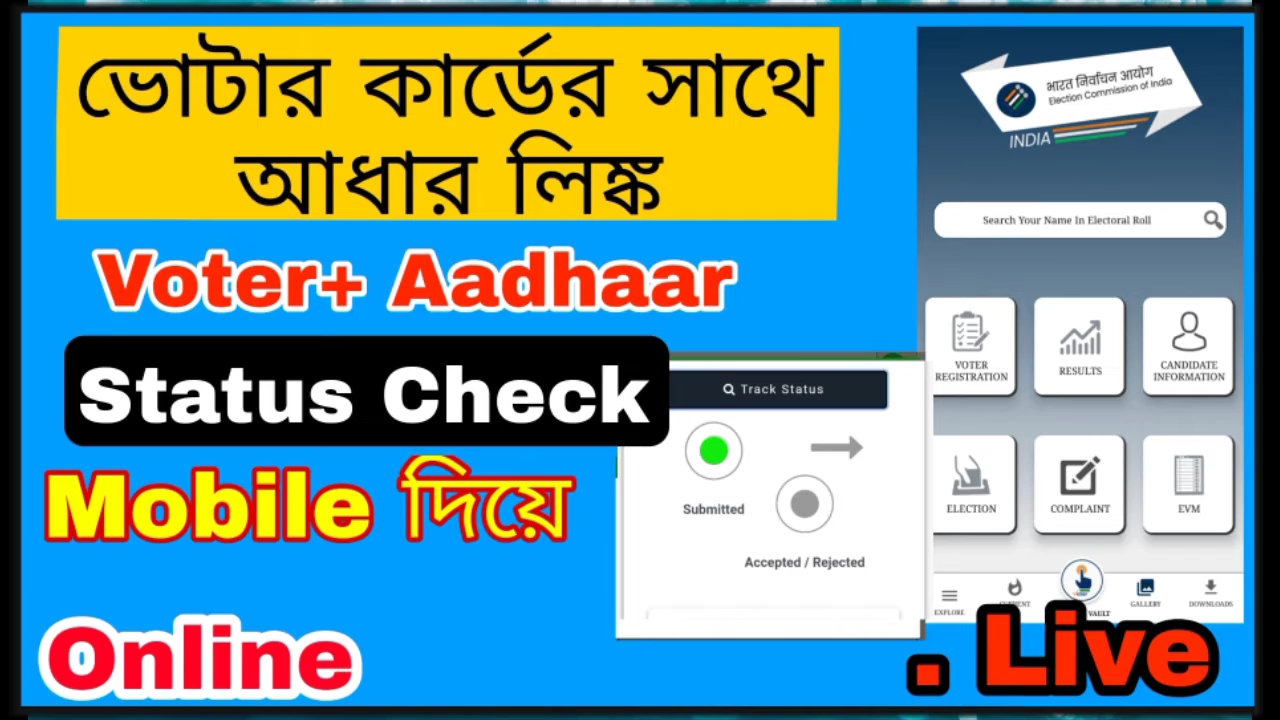 ভোটার কার্ডের সাথে
আধার লিঙ্ক
Voter+ Aadhaar
Status Check
Mobile দিয়ে
Online
भारत निर्वाचन आयोग
Election Commission of India
INDIA
Search Your Name In Electoral Roll
VOTER
REGISTRATION
RESULTS
CANDIDATE
INFORMATION
ELECTION
COMPLAINT
EVM
EXPLORE
VAULT
GALLERY
DOWNLOADS
Track Status
Submitted
Accepted / Rejected
. Live